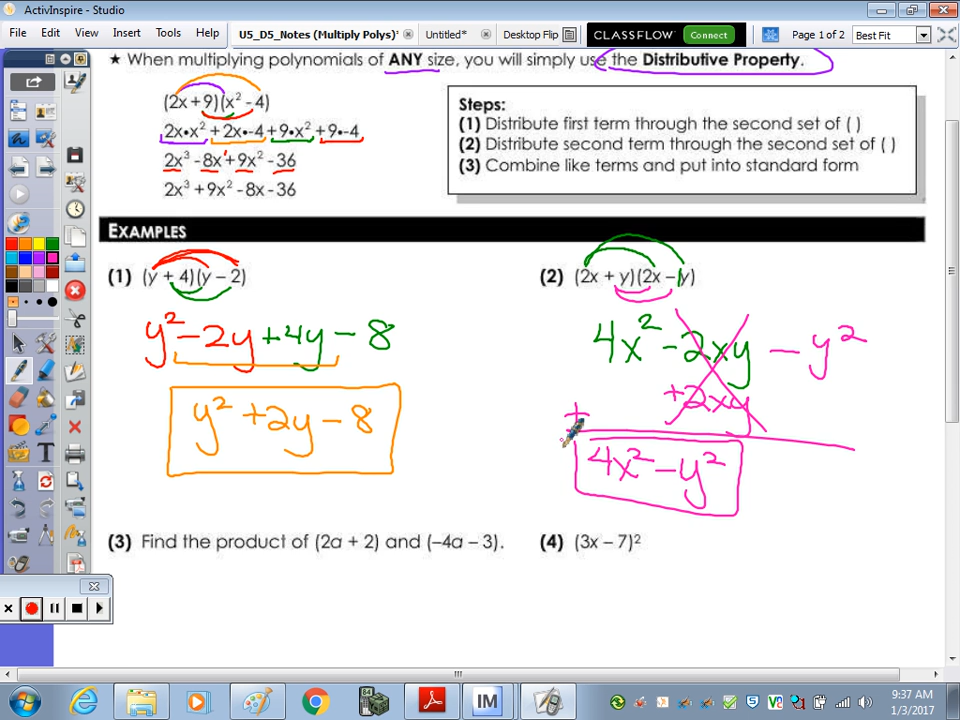 ActivInspire - Studio
File Edit View Insert Tools Help U5_D5_Notes (Multiply Polys)* Untitled* Desktop Flip CLASSFLOW Connect Page 1 of 2 Best Fit
★ When multiplying polynomials of ANY size, you will simply use the Distributive Property.
(2x + 9)(x² - 4)
2x•x² + 2x•-4 + 9•x² + 9•-4
2x³ - 8x + 9x² - 36
2x³ + 9x² - 8x - 36
Steps:
(1) Distribute first term through the second set of ( )
(2) Distribute second term through the second set of ( )
(3) Combine like terms and put into standard form
EXAMPLES
(1) (y + 4)(y – 2)
y² – 2y + 4y – 8
y² + 2y – 8
(2) (2x + y)(2x – y)
4x² – 2xy – y²
+2xy
+
4x² – y²
(3) Find the product of (2a + 2) and (–4a – 3).
(4) (3x – 7)²
IM
9:37 AM
1/3/2017